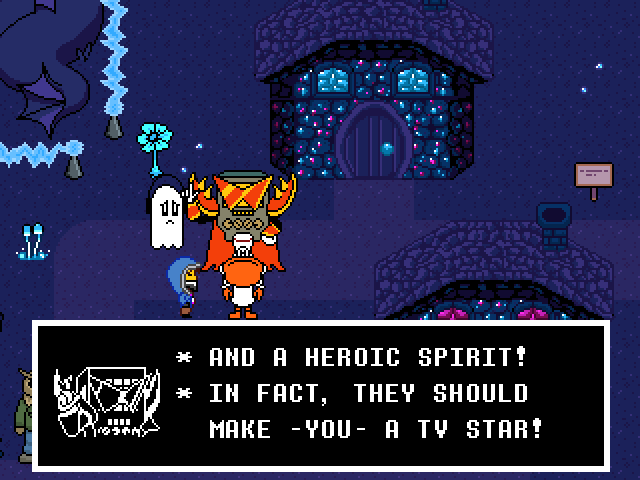 * AND A HEROIC SPIRIT!
* IN FACT, THEY SHOULD
MAKE -YOU- A TV STAR!